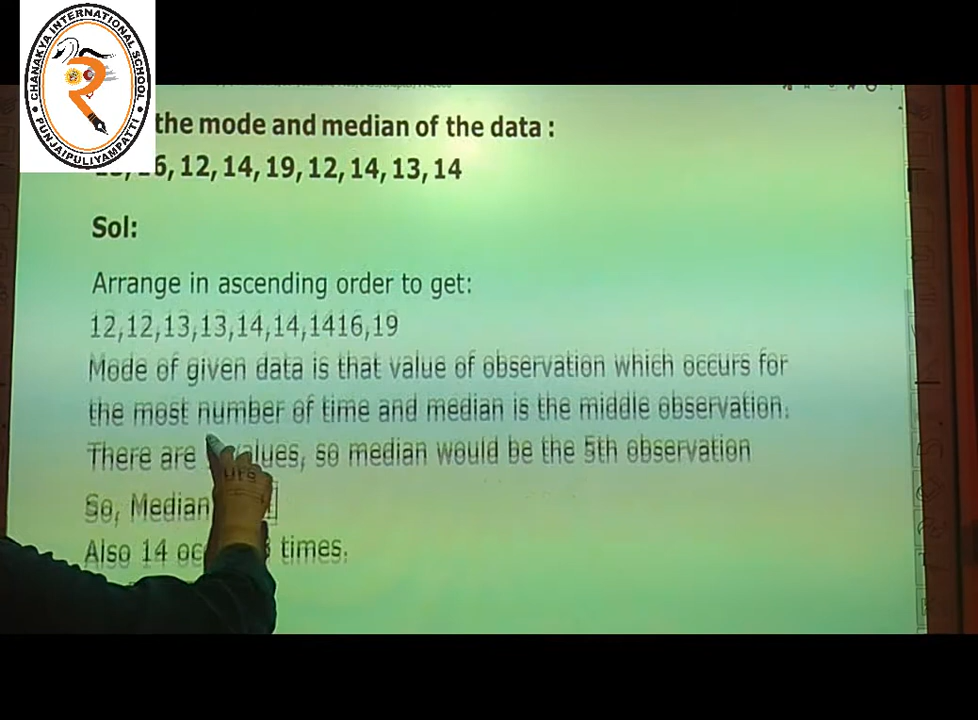 CHANAKYA INTERNATIONAL SCHOOL
PUNJAIPULIYAMPATTI
the mode and median of the data :
6, 12, 14, 19, 12, 14, 13, 14
Sol:
Arrange in ascending order to get:
12,12,13,13,14,14,1416,19
Mode of given data is that value of observation which occurs for
the most number of time and median is the middle observation.
There are values, so median would be the 5th observation
So, Median
Also 14 times.